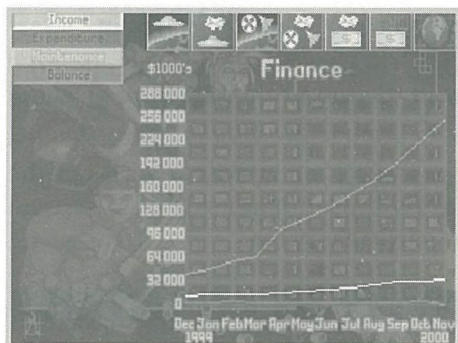 Income
Expenditure
Maintenance
Balance
$1000's
Finance
288 000
256 000
224 000
192 000
160 000
128 000
96 000
64 000
32 000
0
Dec Jan Feb Mar Apr May Jun Jul Aug Sep Oct Nov
1999 2000